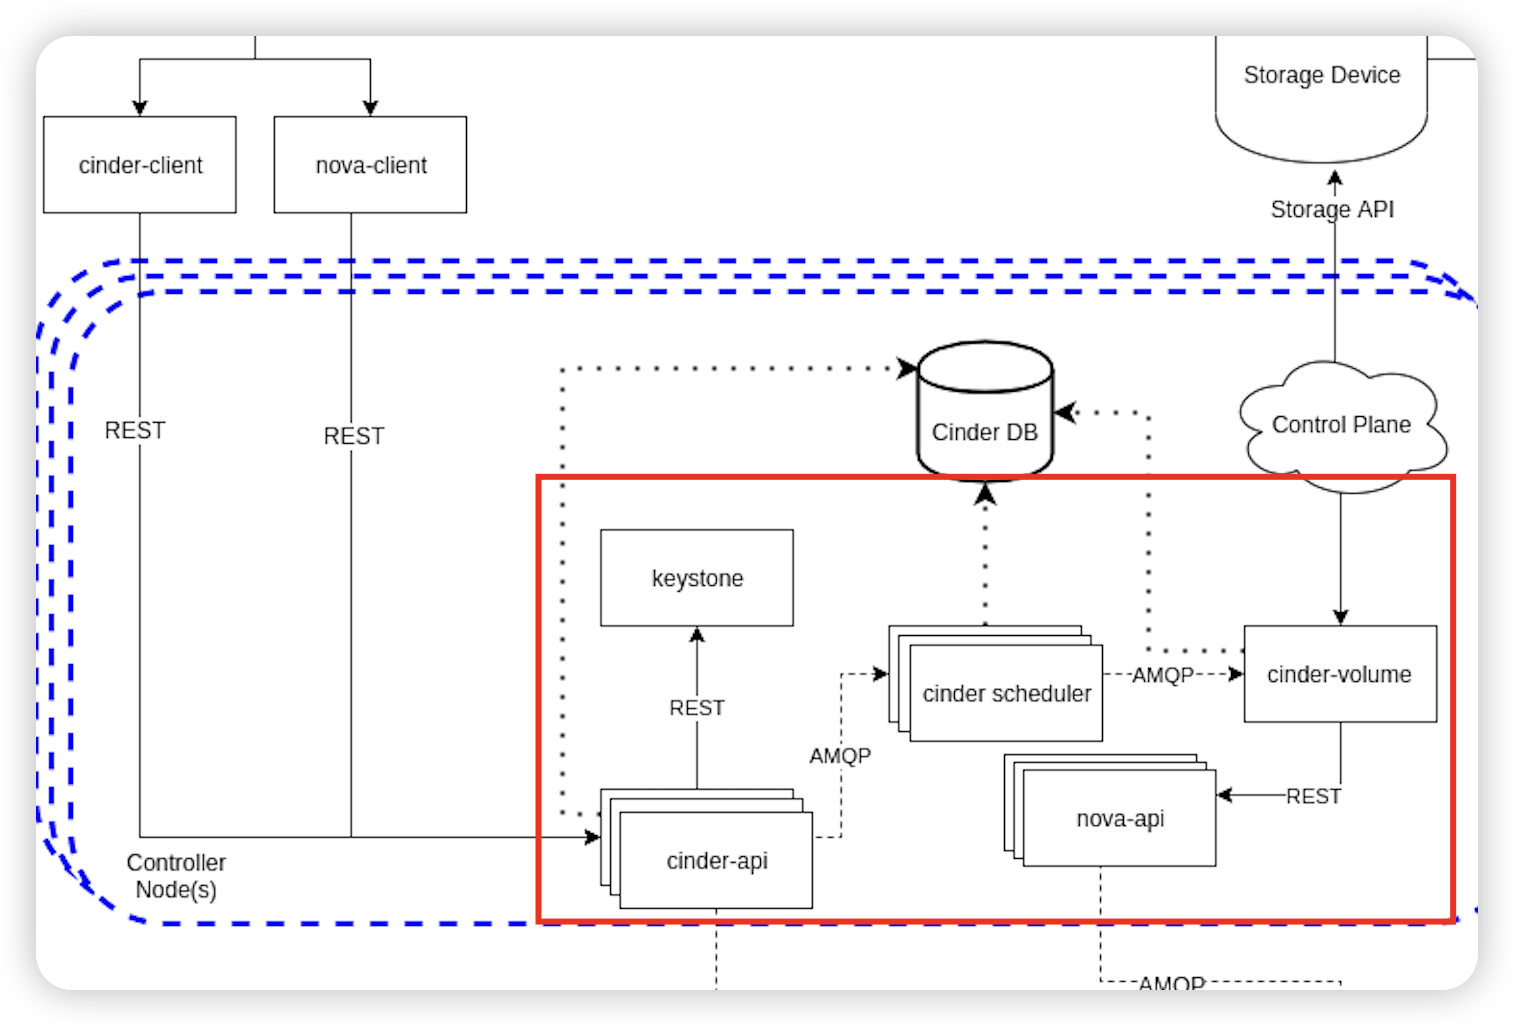 Storage Device
cinder-client
nova-client
Storage API
REST
REST
Cinder DB
Control Plane
keystone
REST
AMQP
cinder scheduler
AMQP
cinder-volume
nova-api
REST
cinder-api
Controller
Node(s)
AMQP